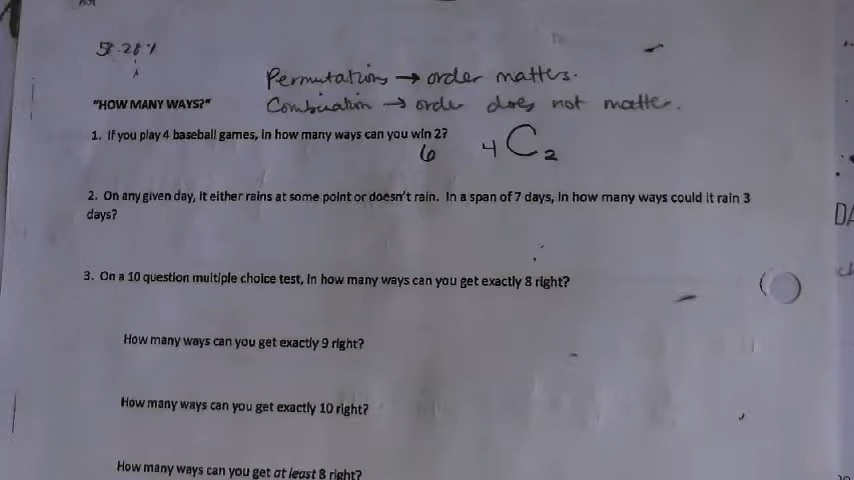 58.28%
Permutations → order matters.
"HOW MANY WAYS?" Combination → order does not matter.
1. If you play 4 baseball games, in how many ways can you win 2?
6 4C2
2. On any given day, it either rains at some point or doesn't rain. In a span of 7 days, in how many ways could it rain 3
days?
DA
3. On a 10 question multiple choice test, in how many ways can you get exactly 8 right?
How many ways can you get exactly 9 right?
How many ways can you get exactly 10 right?
How many ways can you get at least 8 right?